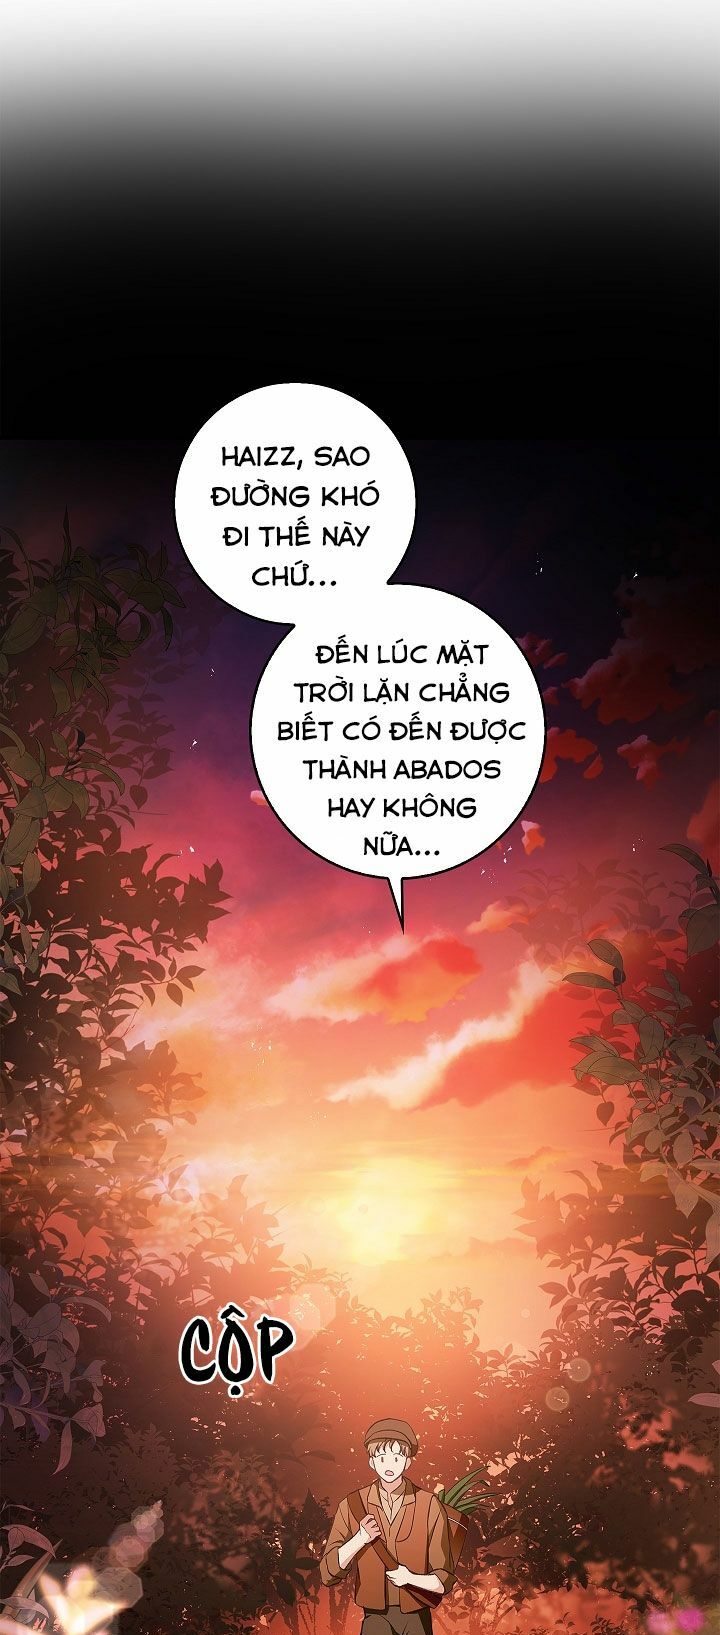 HAIZZ, SAO
ĐƯỜNG KHÓ
ĐI THẾ NÀY
CHỨ...
ĐẾN LÚC MẶT
TRỜI LẶN CHẲNG
BIẾT CÓ ĐẾN ĐƯỢC
THÀNH ABADOS
HAY KHÔNG
NỮA...
CỘP